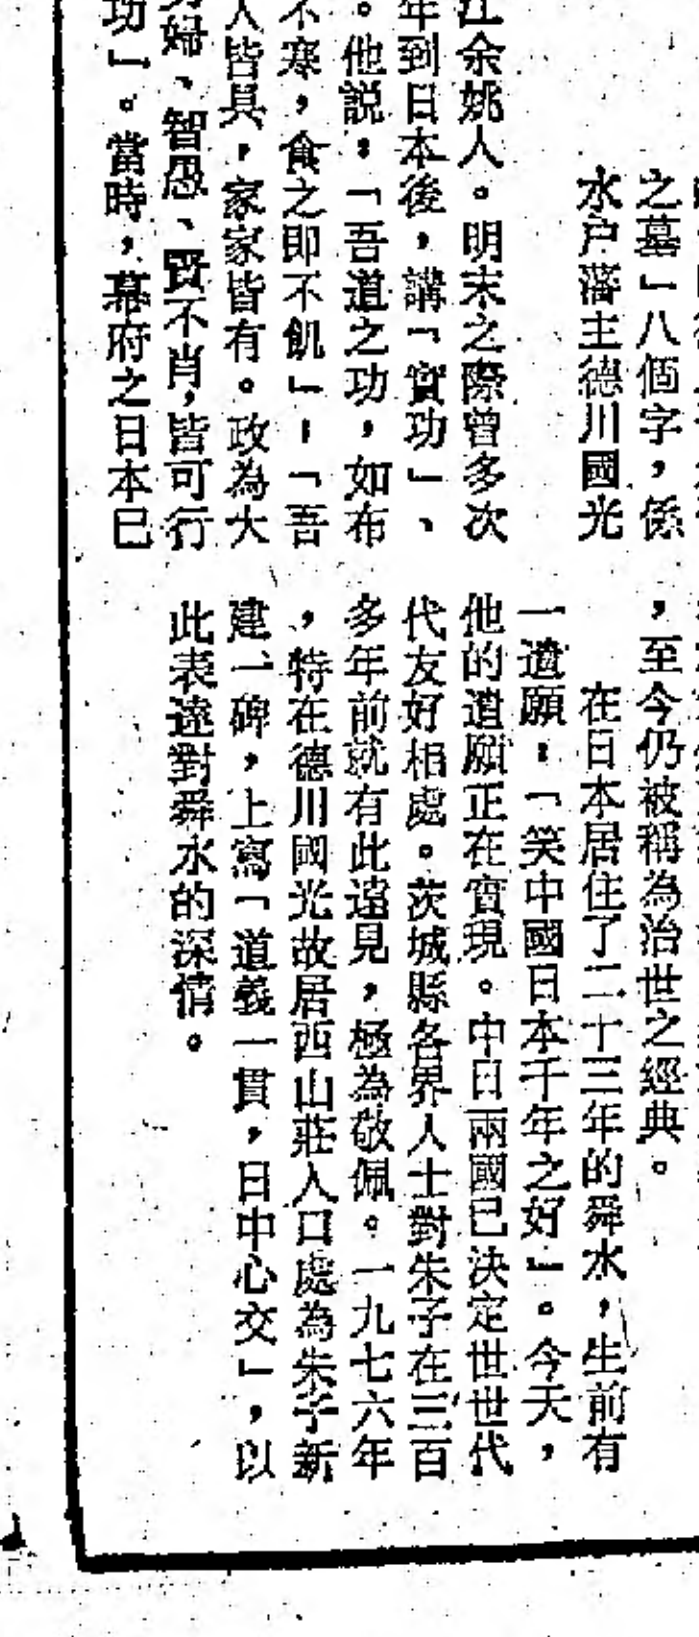 之墓」八個字，係
水户藩主德川國光
江余姚人。明末之際曾多次
年到日本後，講「實功」、
。他説：「吾道之功，如布
不寒，食之即不飢」；「吾
人皆具，家家皆有。政為大
婦、智愚、賢不肖，皆可行
功」。當時，幕府之日本已
，至今仍被稱為治世之經典。
在日本居住了二十三年的舜水，生前有
一遺願：「笑中國日本千年之好」。今天，
他的遺願正在實現。中日兩國已決定世世代
代友好相處。茨城縣各界人士對朱子在三百
多年前就有此遠見，極為敬佩。一九七六年
，特在德川國光故居西山莊入口處為朱子新
建一碑，上寫「道義一貫，日中心交」，以
此表達對舜水的深情。